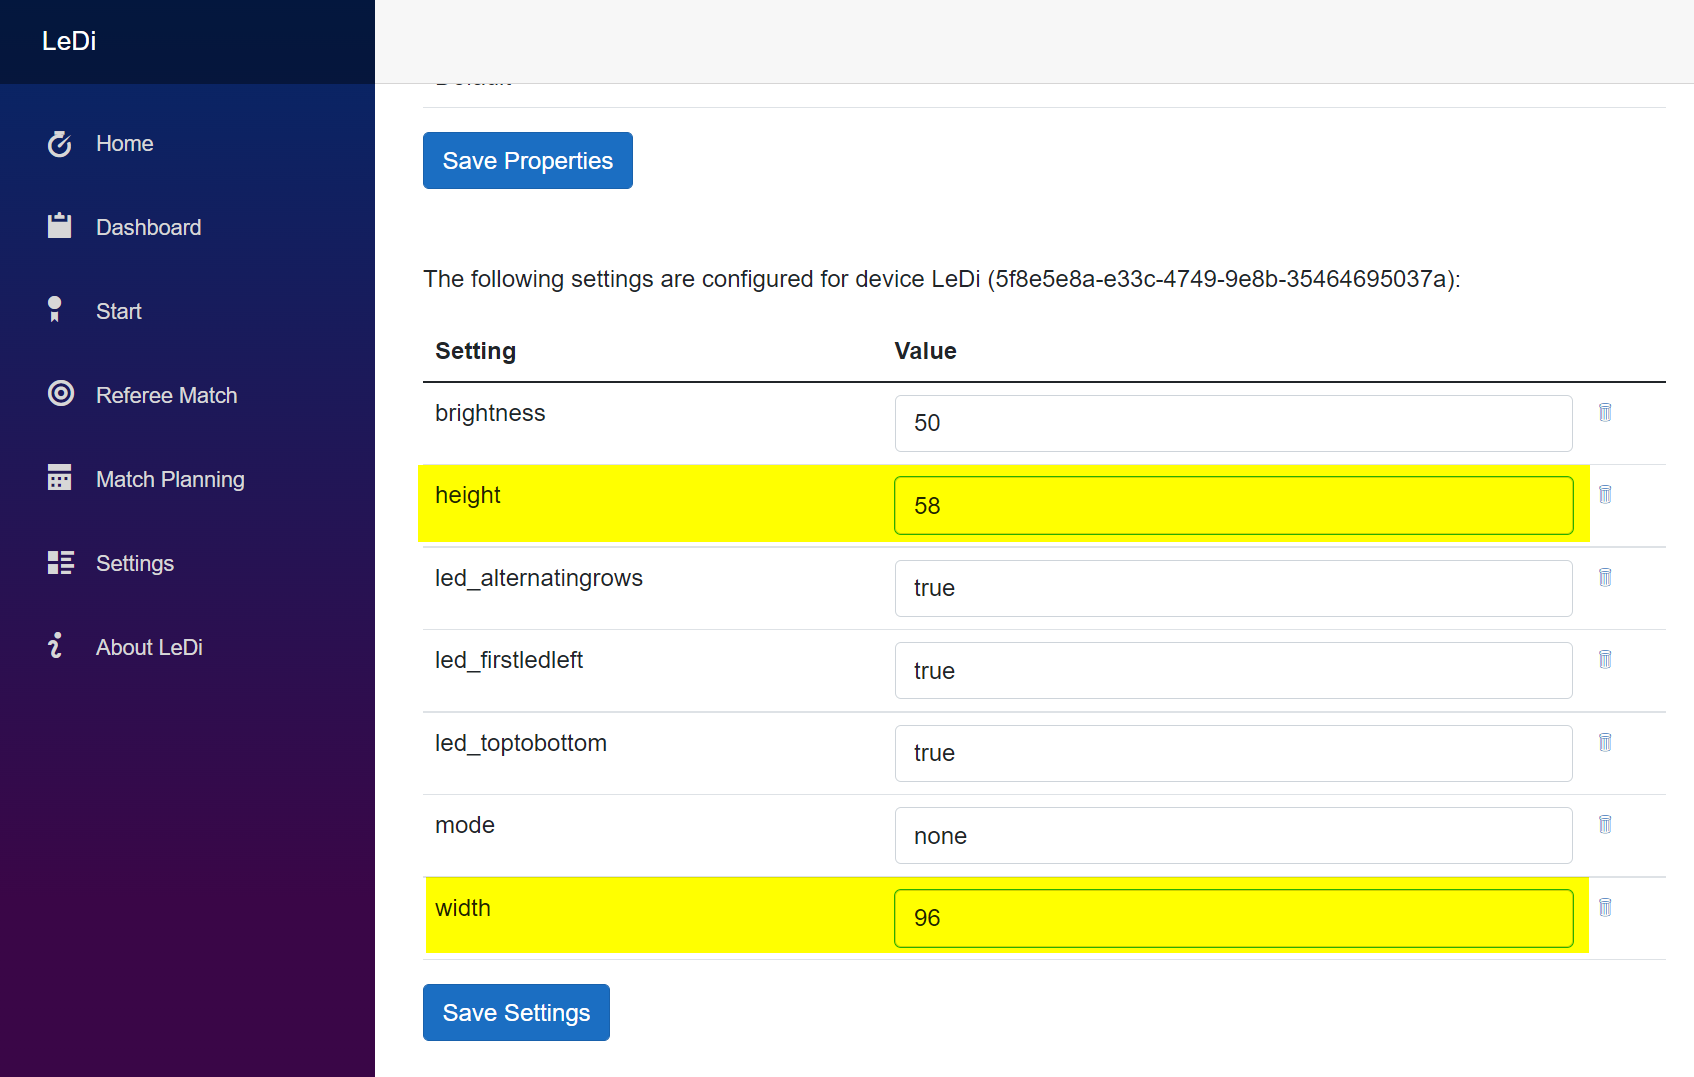 LeDi
Home
Dashboard
Start
Referee Match
Match Planning
Settings
About LeDi
Save Properties
The following settings are configured for device LeDi (5f8e5e8a-e33c-4749-9e8b-35464695037a):
Setting Value
brightness 50
height 58
led_alternatingrows true
led_firstledleft true
led_toptobottom true
mode none
width 96
Save Settings